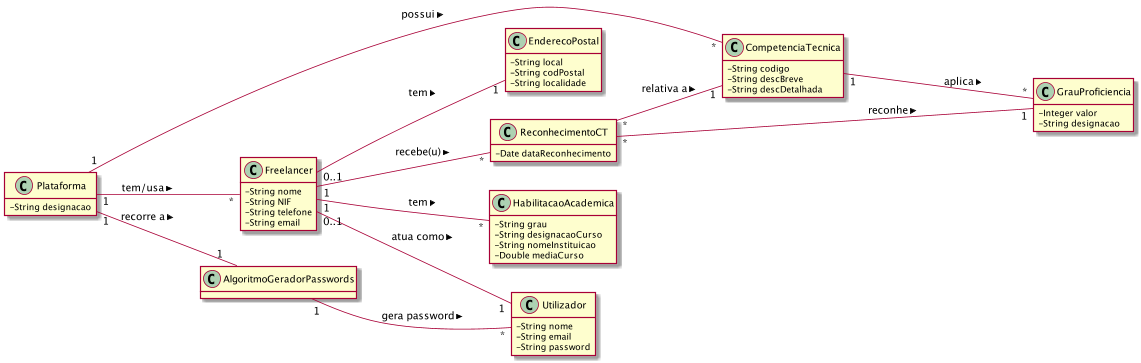 possui ►
C EnderecoPostal
–String local
–String codPostal
–String localidade
C CompetenciaTecnica
–String codigo
–String descBreve
–String descDetalhada
*
1
aplica ►
*
C GrauProficiencia
–Integer valor
–String designacao
1
tem ►
1
relativa a ►
1
reconhe ►
C ReconhecimentoCT
–Date dataReconhecimento
*
*
1
recebe(u) ►
*
C Plataforma
–String designacao
tem/usa ►
1
*
C Freelancer
–String nome
–String NIF
–String telefone
–String email
0..1
1
1
0..1
tem ►
*
C HabilitacaoAcademica
–String grau
–String designacaoCurso
–String nomeInstituicao
–Double mediaCurso
recorre a ►
1
1
atua como ►
1
C AlgoritmoGeradorPasswords
1
gera password ►
*
C Utilizador
–String nome
–String email
–String password